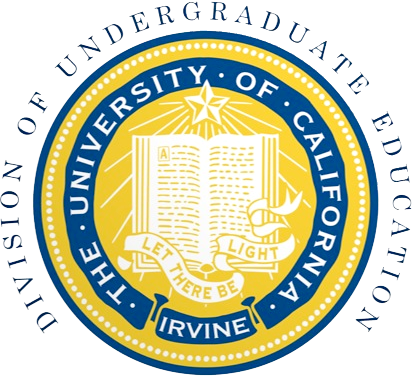 DIVISION OF UNDERGRADUATE EDUCATION
·THE·UNIVERSITY·OF·CALIFORNIA·
A
LET THERE BE LIGHT
IRVINE